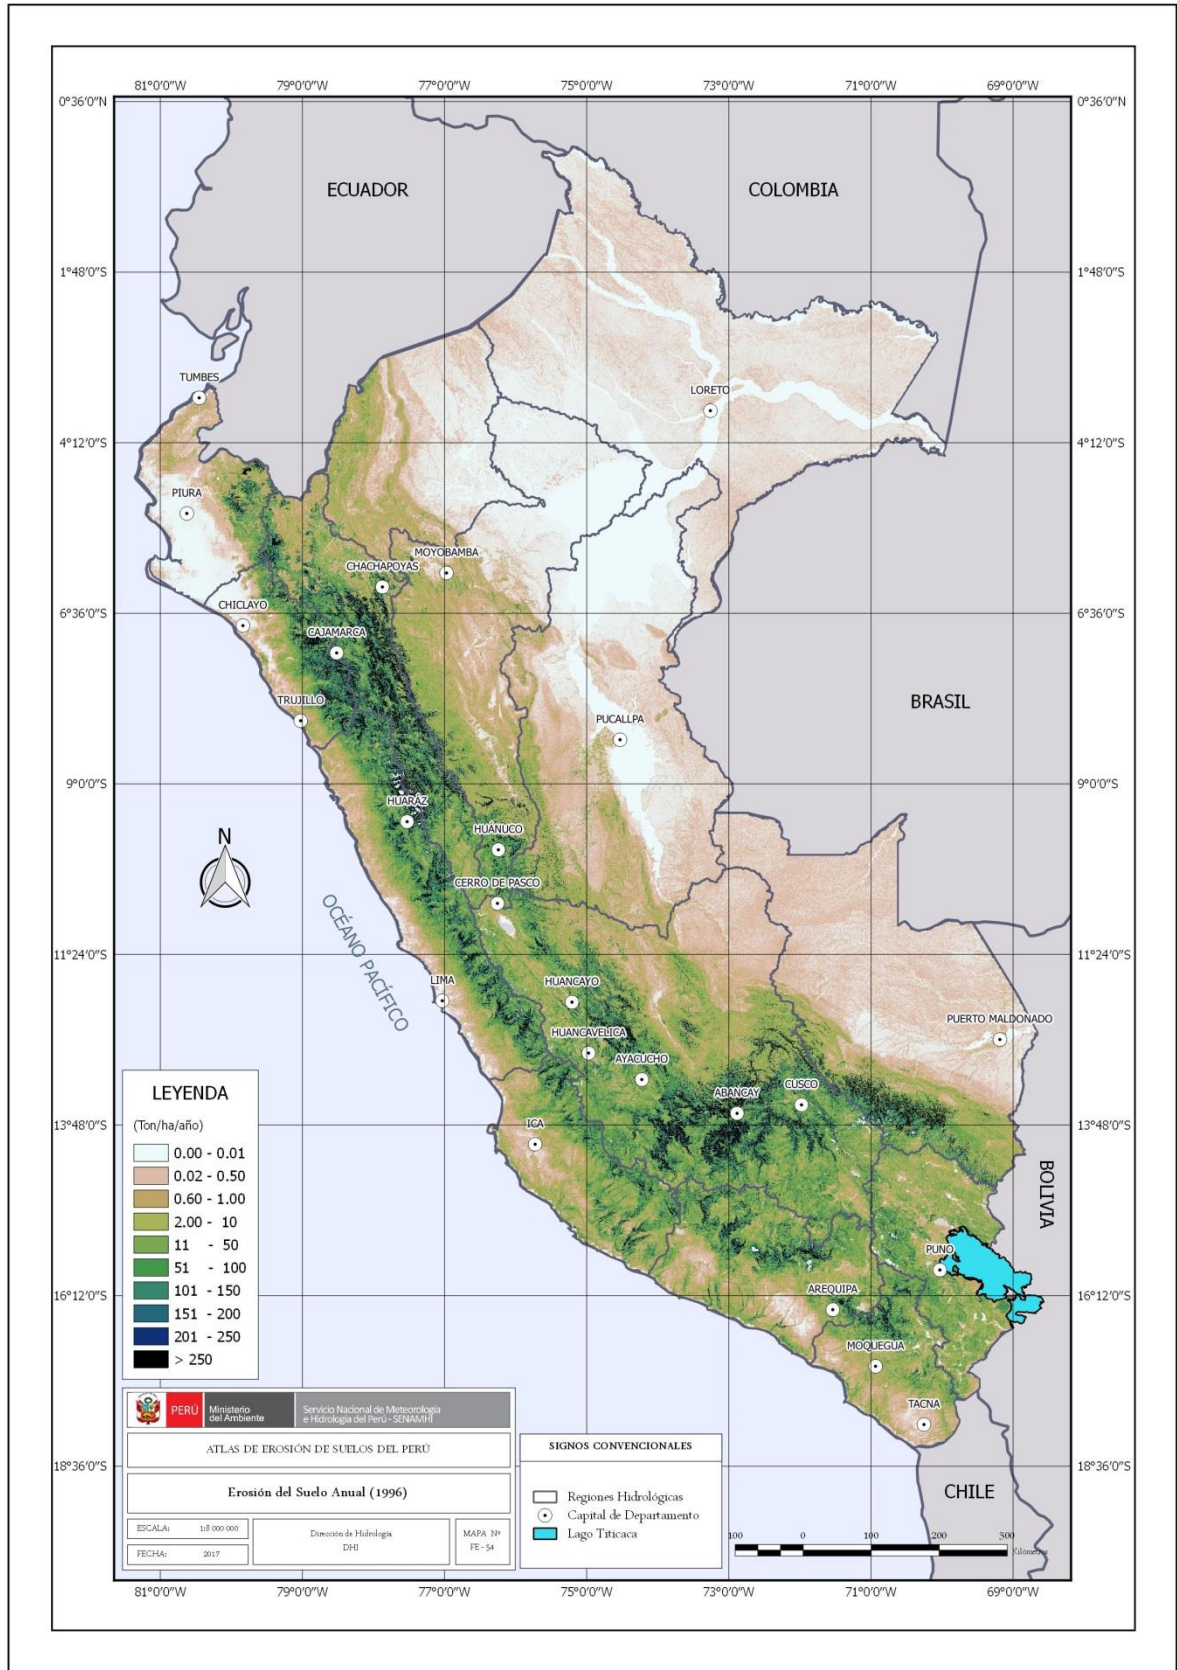 81°0'0"W 79°0'0"W 77°0'0"W 75°0'0"W 73°0'0"W 71°0'0"W 69°0'0"W
0°36'0"N 0°36'0"N
ECUADOR
COLOMBIA
1°48'0"S 1°48'0"S
TUMBES
LORETO
4°12'0"S 4°12'0"S
PIURA
MOYOBAMBA
CHACHAPOYAS
6°36'0"S 6°36'0"S
CHICLAYO
CAJAMARCA
TRUJILLO
BRASIL
PUCALLPA
9°0'0"S 9°0'0"S
HUARÁZ
HUÁNUCO
N
CERRO DE PASCO
OCÉANO PACÍFICO
11°24'0"S 11°24'0"S
LIMA
HUANCAYO
PUERTO MALDONADO
HUANCAVELICA
AYACUCHO
ABANCAY
CUSCO
ICA
13°48'0"S 13°48'0"S
BOLIVIA
PUNO
AREQUIPA
16°12'0"S 16°12'0"S
MOQUEGUA
TACNA
18°36'0"S 18°36'0"S
CHILE
LEYENDA
(Ton/ha/año)
0.00 - 0.01
0.02 - 0.50
0.60 - 1.00
2.00 - 10
11 - 50
51 - 100
101 - 150
151 - 200
201 - 250
> 250
PERÚ
Ministerio
del Ambiente
Servicio Nacional de Meteorología
e Hidrología del Perú - SENAMHI
ATLAS DE EROSIÓN DE SUELOS DEL PERÚ
Erosión del Suelo Anual (1996)
ESCALA: 1:8 000 000
FECHA: 2017
Dirección de Hidrología
DHI
MAPA Nº
FE - 54
SIGNOS CONVENCIONALES
Regiones Hidrológicas
Capital de Departamento
Lago Titicaca
100 0 100 200 300
Kilómetros
81°0'0"W 79°0'0"W 77°0'0"W 75°0'0"W 73°0'0"W 71°0'0"W 69°0'0"W